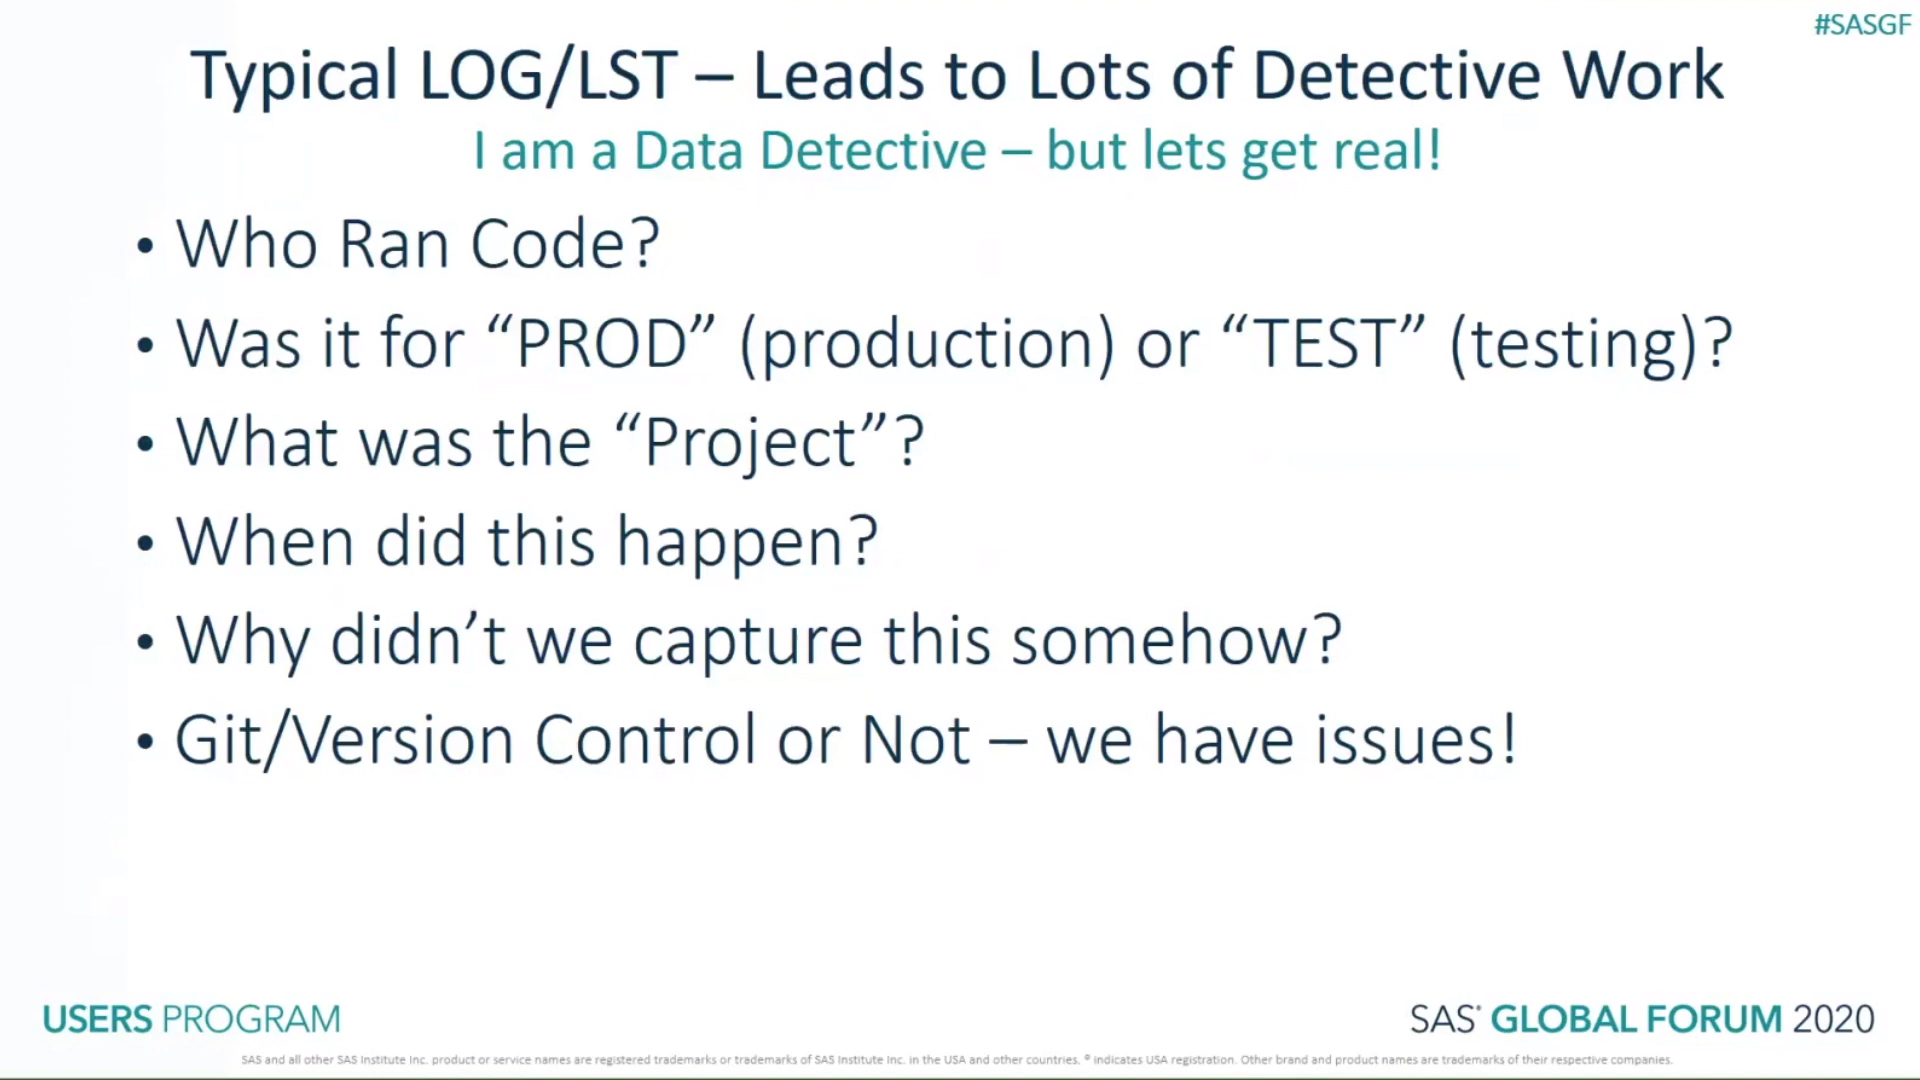 #SASGF
Typical LOG/LST – Leads to Lots of Detective Work
I am a Data Detective – but lets get real!
• Who Ran Code?
• Was it for “PROD” (production) or “TEST” (testing)?
• What was the “Project”?
• When did this happen?
• Why didn’t we capture this somehow?
• Git/Version Control or Not – we have issues!
USERS PROGRAM
SAS® GLOBAL FORUM 2020
SAS and all other SAS Institute Inc. product or service names are registered trademarks or trademarks of SAS Institute Inc. in the USA and other countries. ® indicates USA registration. Other brand and product names are trademarks of their respective companies.